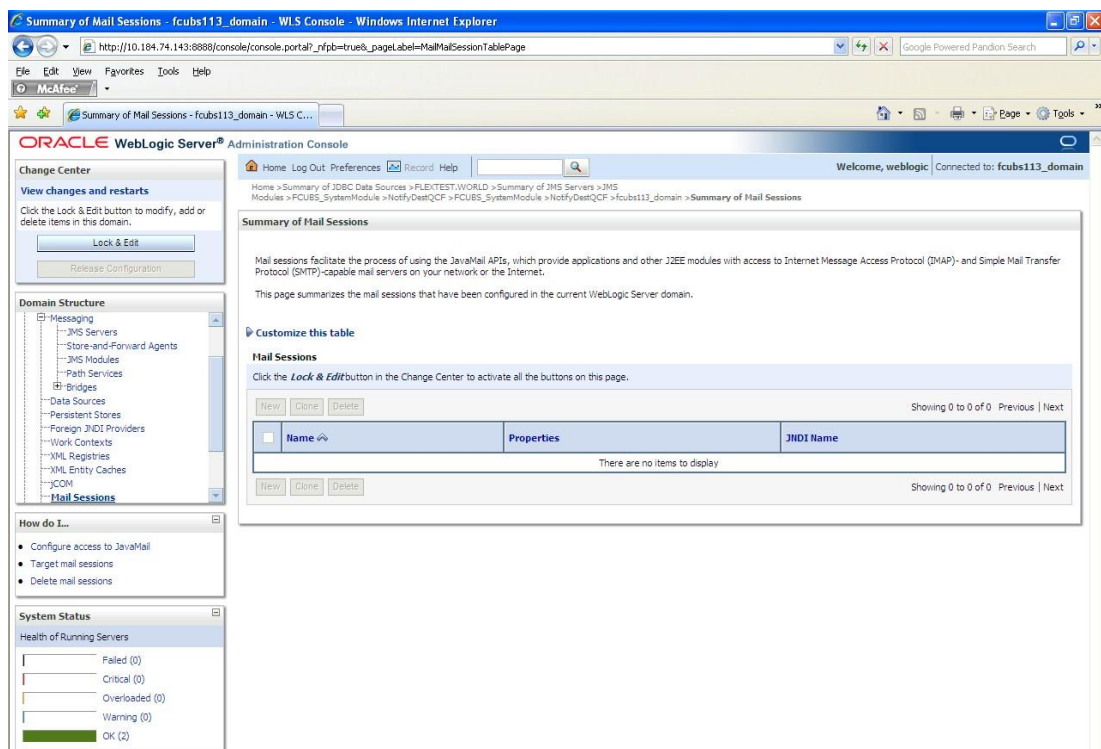 Summary of Mail Sessions - fcubs113_domain - WLS Console - Windows Internet Explorer
http://10.184.74.143:8888/console/console.portal?_nfpb=true&_pageLabel=MailMailSessionTablePage
Google Powered Pandion Search
File Edit View Favorites Tools Help
McAfee
Summary of Mail Sessions - fcubs113_domain - WLS C...
Page Tools
ORACLE WebLogic Server® Administration Console
Change Center
View changes and restarts
Click the Lock & Edit button to modify, add or
delete items in this domain.
Lock & Edit
Release Configuration
Domain Structure
Messaging
JMS Servers
Store-and-Forward Agents
JMS Modules
Path Services
Bridges
Data Sources
Persistent Stores
Foreign JNDI Providers
Work Contexts
XML Registries
XML Entity Caches
jCOM
Mail Sessions
How do I...
Configure access to JavaMail
Target mail sessions
Delete mail sessions
System Status
Health of Running Servers
Failed (0)
Critical (0)
Overloaded (0)
Warning (0)
OK (2)
Home Log Out Preferences Record Help
Welcome, weblogic Connected to: fcubs113_domain
Home >Summary of JDBC Data Sources >FLEXTEST.WORLD >Summary of JMS Servers >JMS
Modules >FCUBS_SystemModule >NotifyDestQCF >FCUBS_SystemModule >NotifyDestQCF >fcubs113_domain >Summary of Mail Sessions
Summary of Mail Sessions
Mail sessions facilitate the process of using the JavaMail APIs, which provide applications and other J2EE modules with access to Internet Message Access Protocol (IMAP)- and Simple Mail Transfer
Protocol (SMTP)-capable mail servers on your network or the Internet.
This page summarizes the mail sessions that have been configured in the current WebLogic Server domain.
Customize this table
Mail Sessions
Click the Lock & Edit button in the Change Center to activate all the buttons on this page.
New Clone Delete
Showing 0 to 0 of 0 Previous | Next
Name Properties JNDI Name
There are no items to display
New Clone Delete
Showing 0 to 0 of 0 Previous | Next